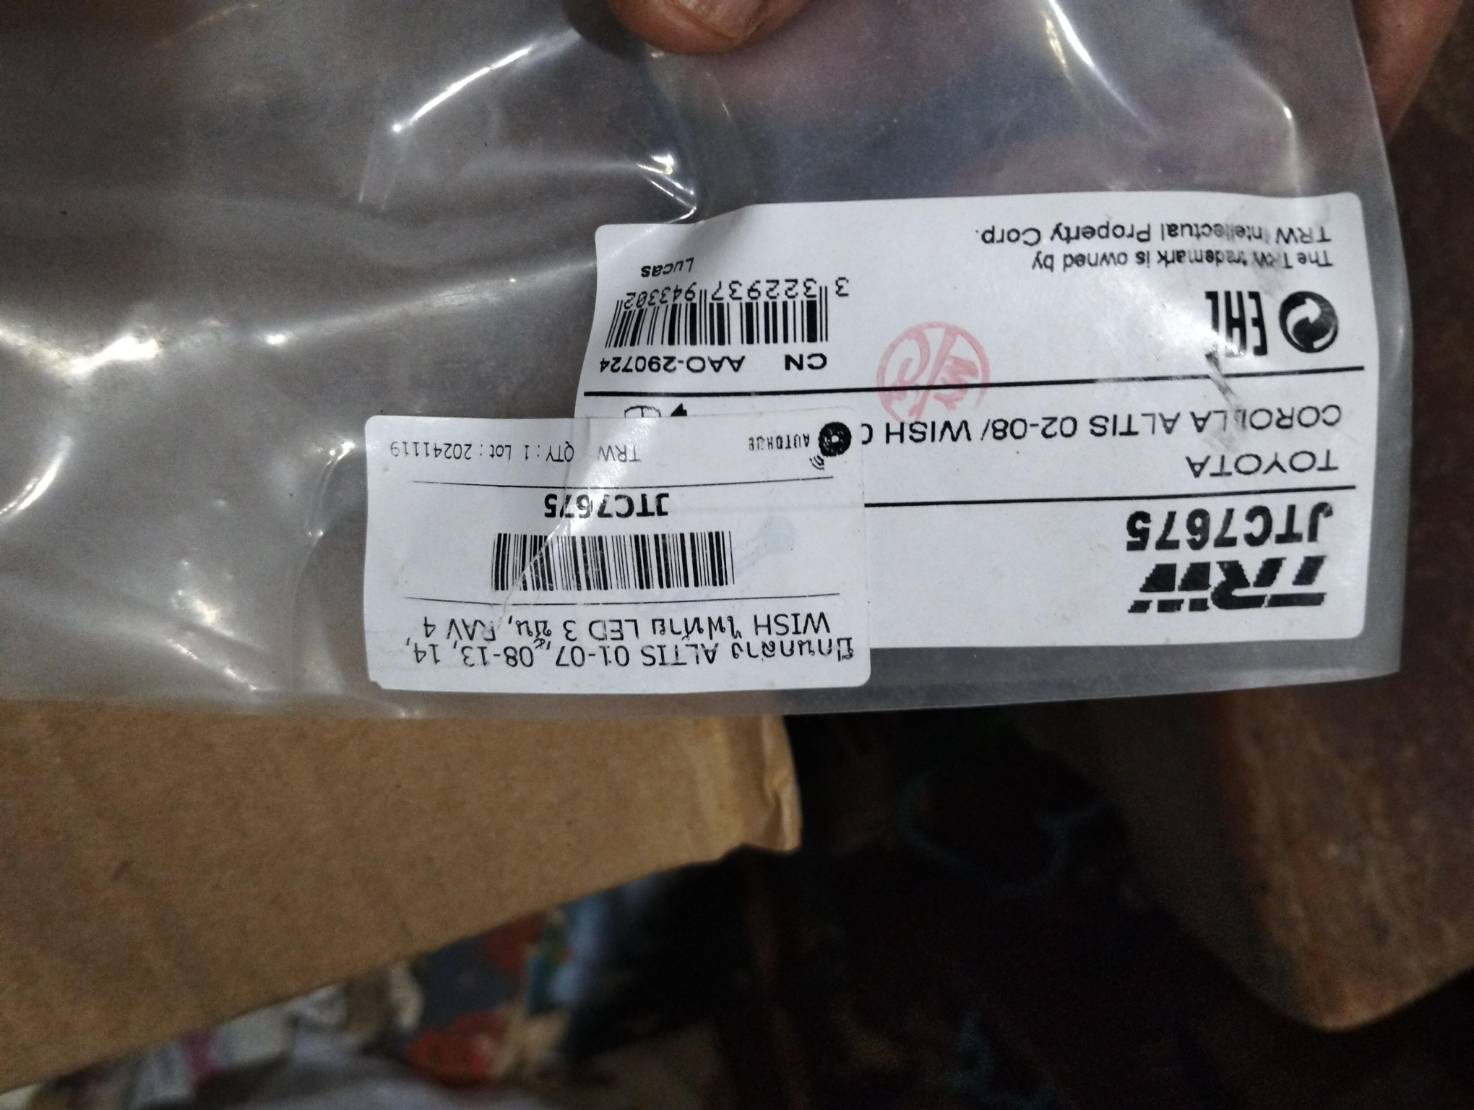 TRW
JTC7675
TOYOTA
COROLLA ALTIS 02-08/ WISH
EAC
CN AAO-290724
3 322937 943302
Lucas
The TRW trademark is owned by
TRW Intellectual Property Corp.
ปีกนกล่าง ALTIS 01-07, 08-13, 14,
WISH ไฟท้าย LED 3 ชั้น, RAV 4
JTC7675
AUTOHUB TRW QTY : 1 Lot : 20241119